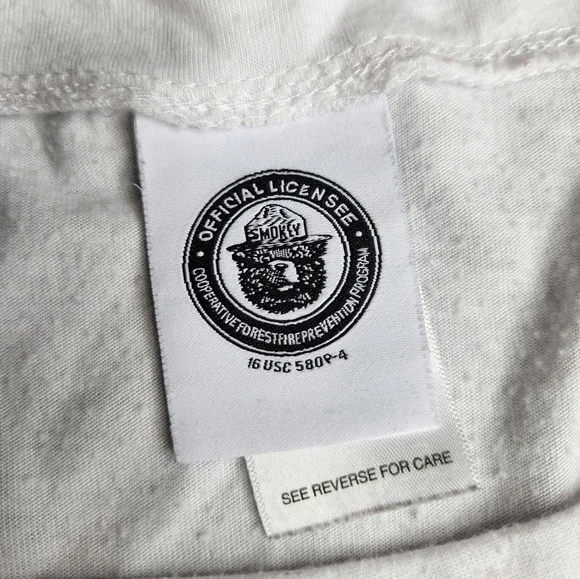 · OFFICIAL LICENSEE ·
SMOKEY
COOPERATIVE FOREST FIRE PREVENTION PROGRAM
16 USC 580P-4
SEE REVERSE FOR CARE